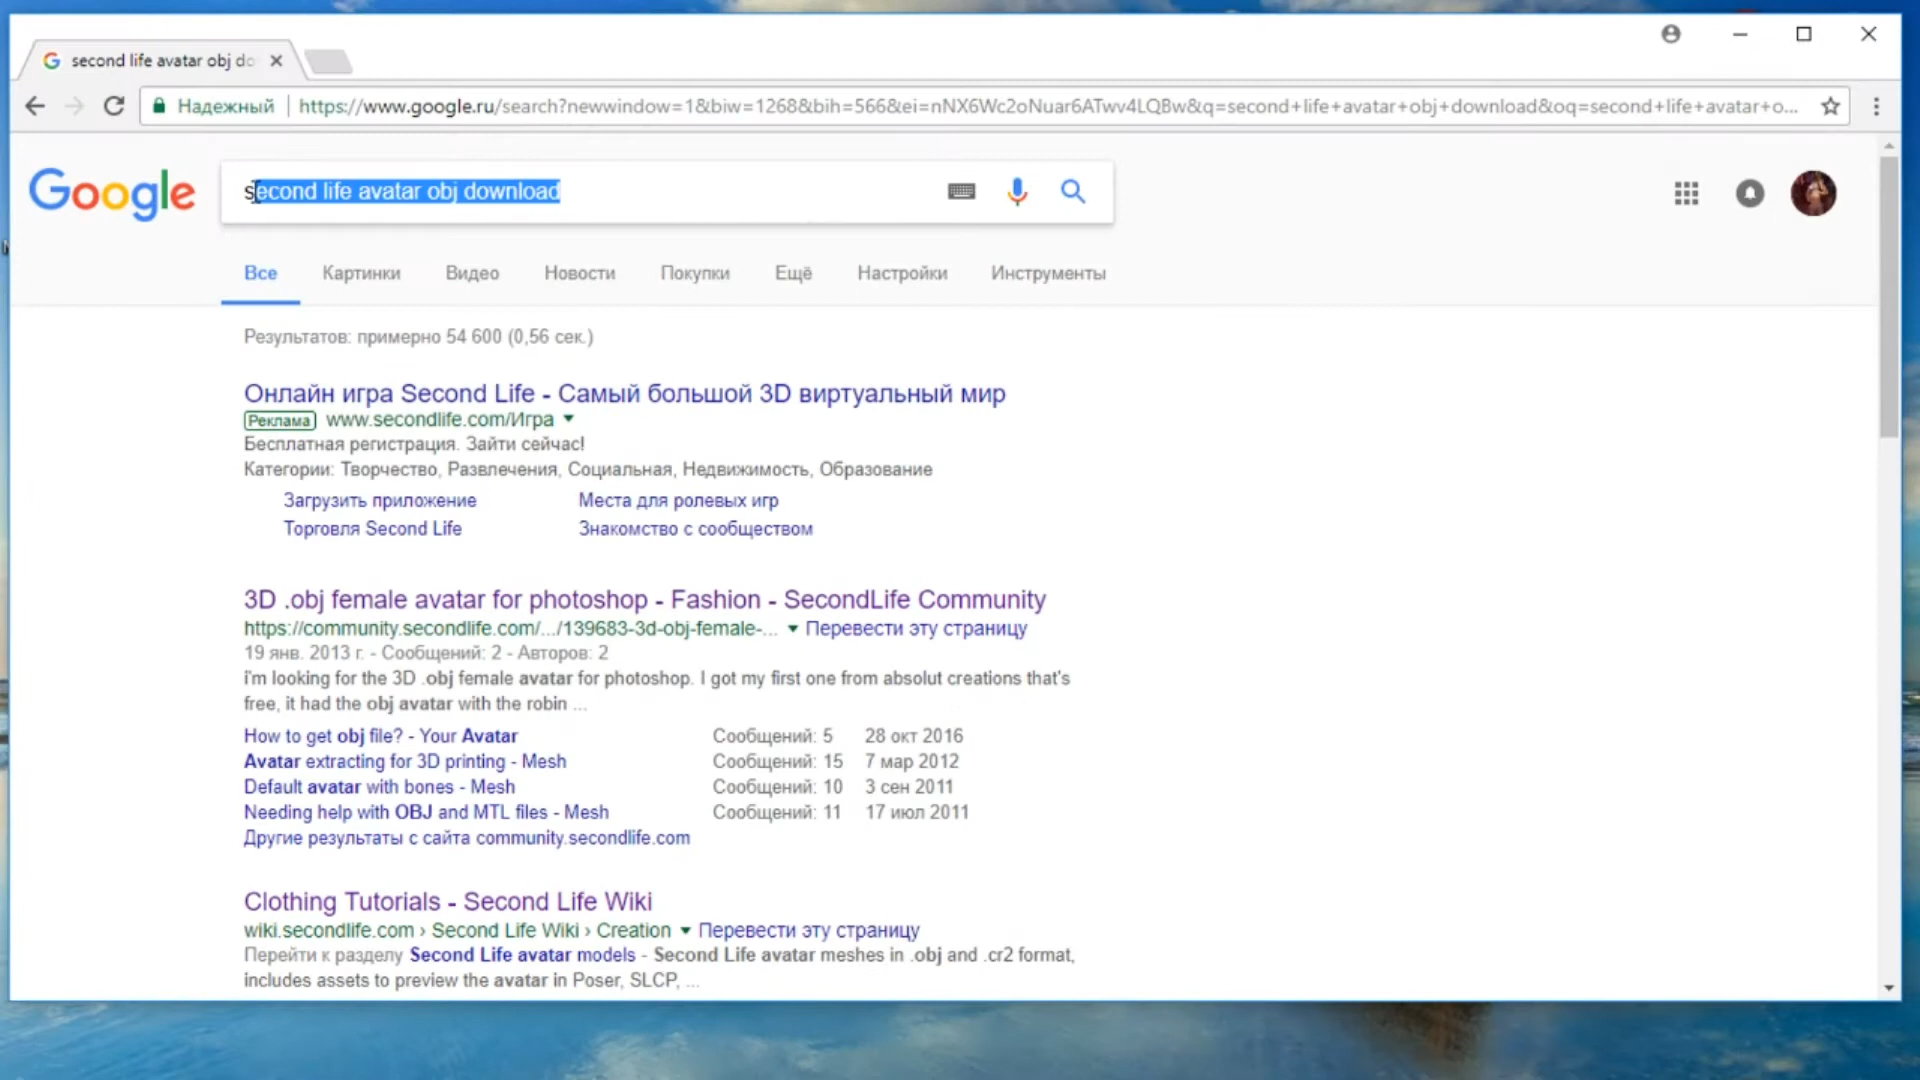 second life avatar obj do
Надежный https://www.google.ru/search?newwindow=1&biw=1268&bih=566&ei=nNX6Wc2oNuar6ATwv4LQBw&q=second+life+avatar+obj+download&oq=second+life+avatar+o...
Google second life avatar obj download
Все Картинки Видео Новости Покупки Ещё Настройки Инструменты
Результатов: примерно 54 600 (0,56 сек.)
Онлайн игра Second Life - Самый большой 3D виртуальный мир
Реклама www.secondlife.com/Игра
Бесплатная регистрация. Зайти сейчас!
Категории: Творчество, Развлечения, Социальная, Недвижимость, Образование
Загрузить приложение Места для ролевых игр
Торговля Second Life Знакомство с сообществом
3D .obj female avatar for photoshop - Fashion - SecondLife Community
https://community.secondlife.com/.../139683-3d-obj-female-... Перевести эту страницу
19 янв. 2013 г. - Сообщений: 2 - Авторов: 2
i'm looking for the 3D .obj female avatar for photoshop. I got my first one from absolut creations that's
free, it had the obj avatar with the robin ...
How to get obj file? - Your Avatar Сообщений: 5 28 окт 2016
Avatar extracting for 3D printing - Mesh Сообщений: 15 7 мар 2012
Default avatar with bones - Mesh Сообщений: 10 3 сен 2011
Needing help with OBJ and MTL files - Mesh Сообщений: 11 17 июл 2011
Другие результаты с сайта community.secondlife.com
Clothing Tutorials - Second Life Wiki
wiki.secondlife.com › Second Life Wiki › Creation Перевести эту страницу
Перейти к разделу Second Life avatar models - Second Life avatar meshes in .obj and .cr2 format,
includes assets to preview the avatar in Poser, SLCP, ...